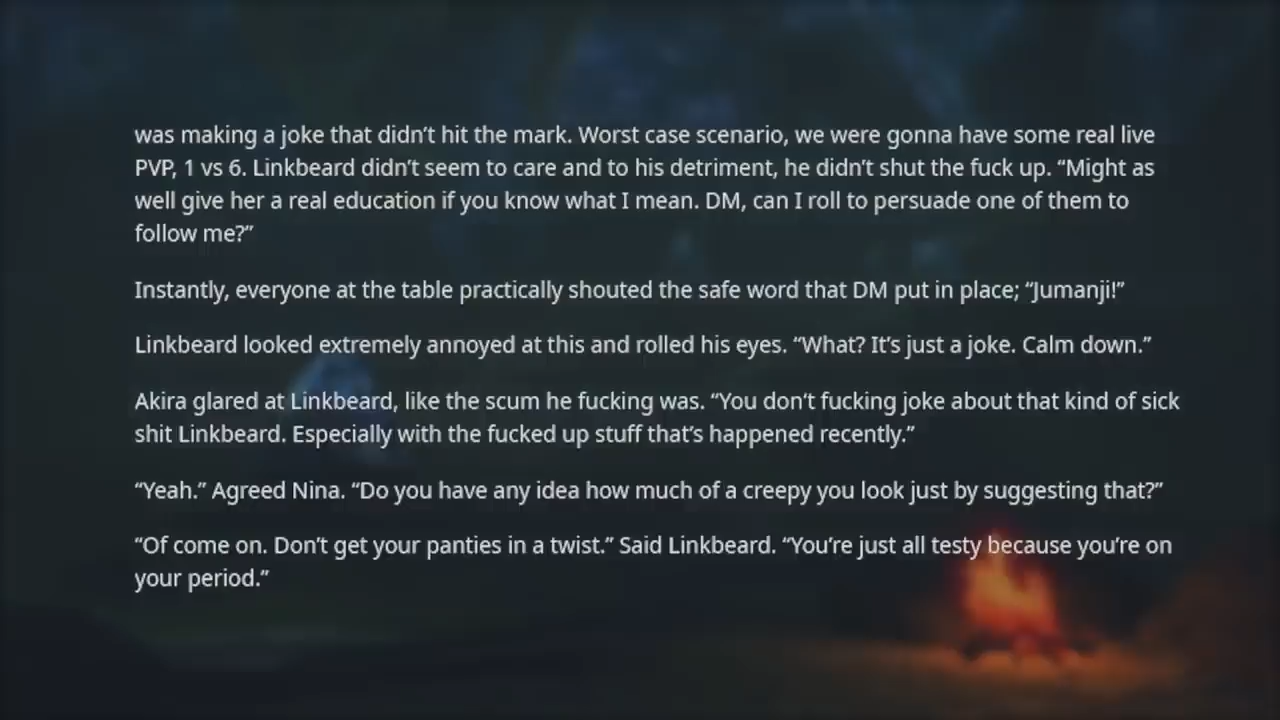 was making a joke that didn’t hit the mark. Worst case scenario, we were gonna have some real live
PVP, 1 vs 6. Linkbeard didn’t seem to care and to his detriment, he didn’t shut the fuck up. “Might as
well give her a real education if you know what I mean. DM, can I roll to persuade one of them to
follow me?”
Instantly, everyone at the table practically shouted the safe word that DM put in place; “Jumanji!”
Linkbeard looked extremely annoyed at this and rolled his eyes. “What? It’s just a joke. Calm down.”
Akira glared at Linkbeard, like the scum he fucking was. “You don’t fucking joke about that kind of sick
shit Linkbeard. Especially with the fucked up stuff that’s happened recently.”
“Yeah.” Agreed Nina. “Do you have any idea how much of a creepy you look just by suggesting that?”
“Of come on. Don’t get your panties in a twist.” Said Linkbeard. “You’re just all testy because you’re on
your period.”